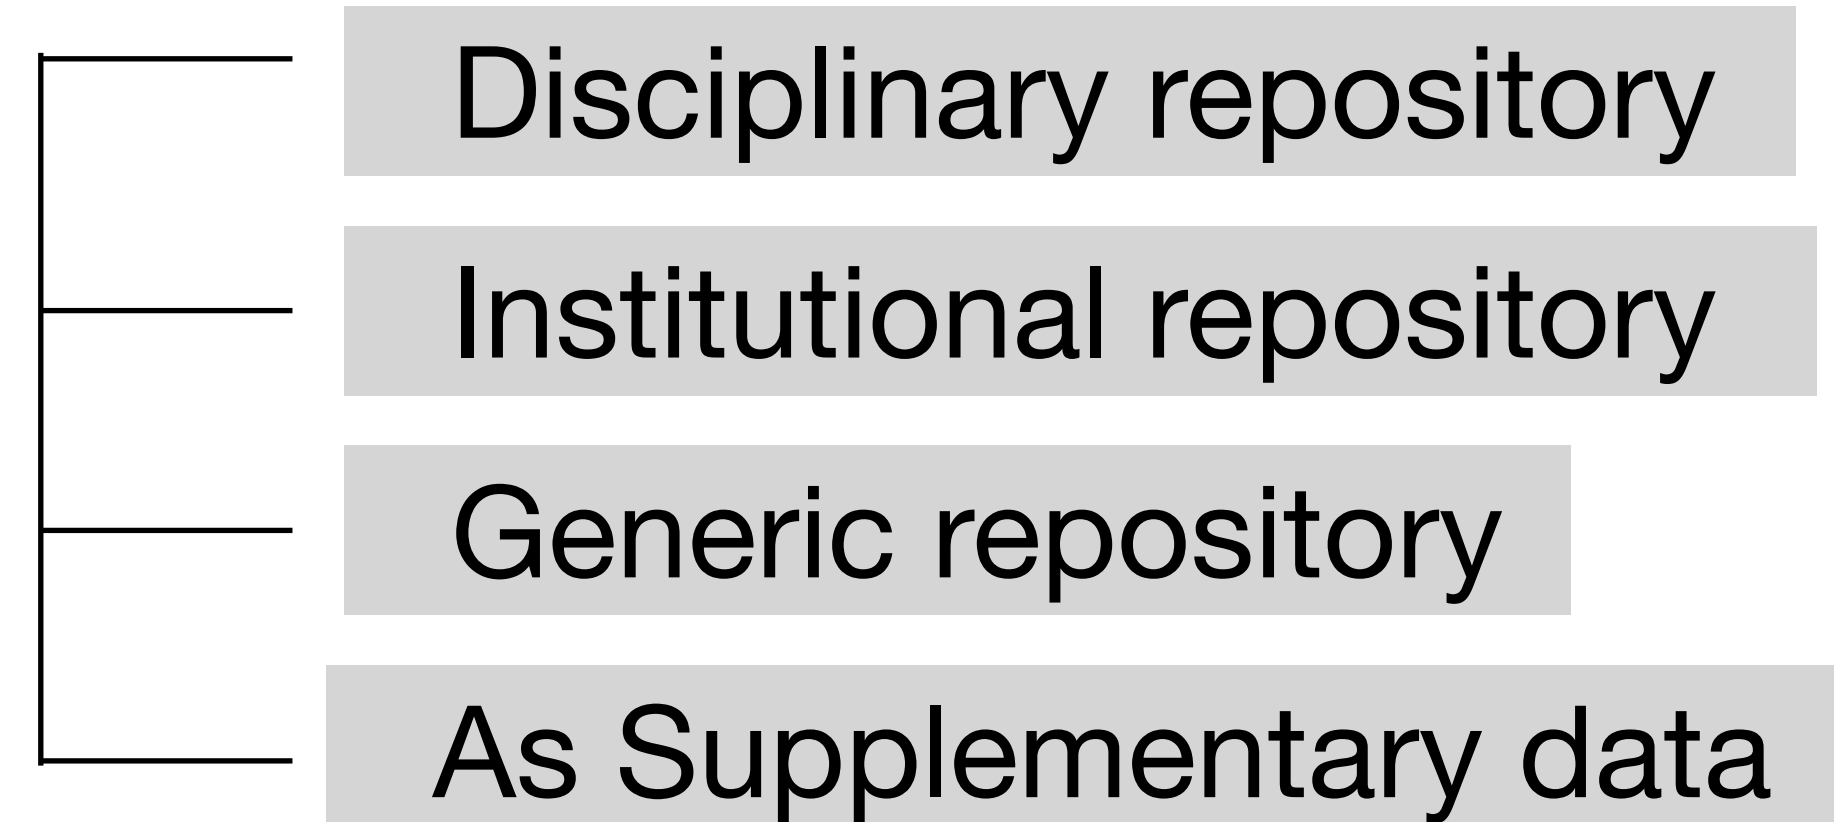 Disciplinary repository
Institutional repository
Generic repository
As Supplementary data